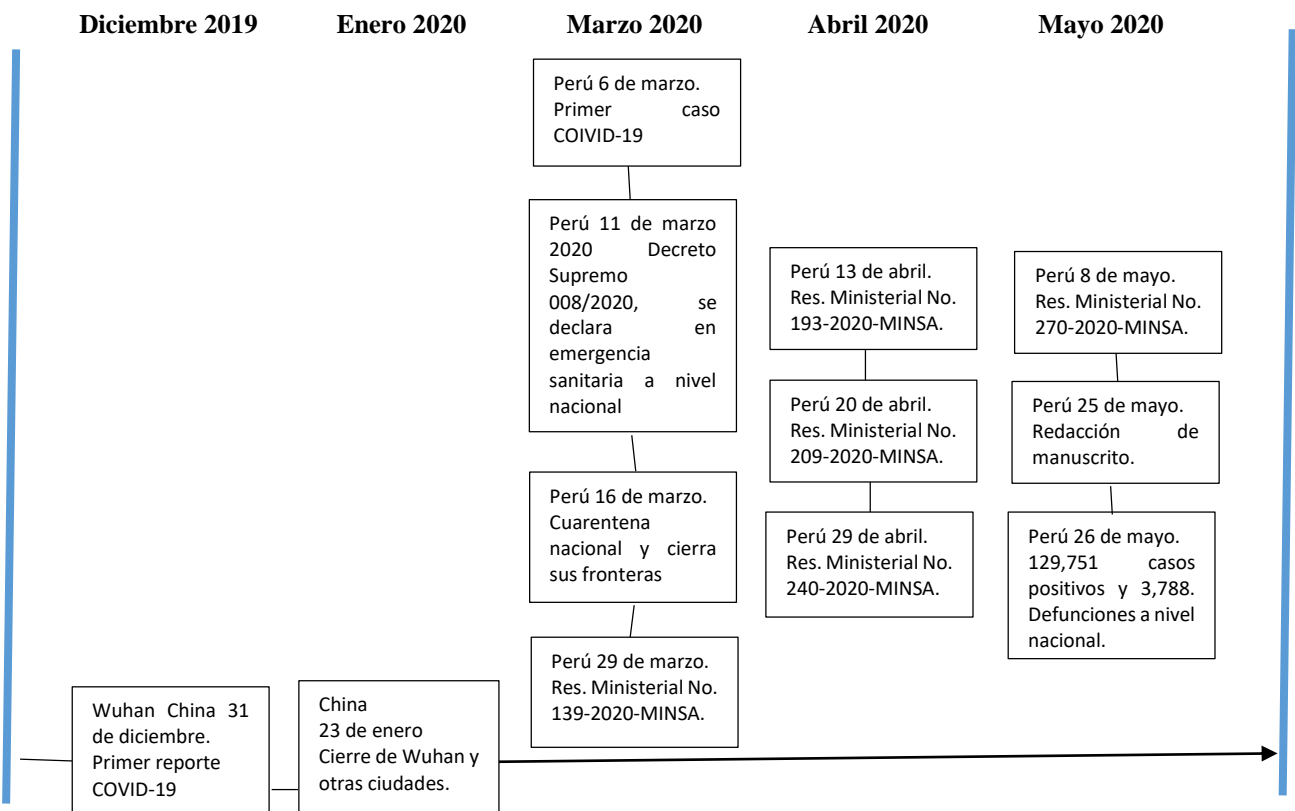 Diciembre 2019 Enero 2020 Marzo 2020 Abril 2020 Mayo 2020
Perú 6 de marzo.
Primer caso
COIVID-19
Perú 11 de marzo
2020 Decreto
Supremo
008/2020, se
declara en
emergencia
sanitaria a nivel
nacional
Perú 16 de marzo.
Cuarentena
nacional y cierra
sus fronteras
Perú 29 de marzo.
Res. Ministerial No.
139-2020-MINSA.
Perú 13 de abril.
Res. Ministerial No.
193-2020-MINSA.
Perú 20 de abril.
Res. Ministerial No.
209-2020-MINSA.
Perú 29 de abril.
Res. Ministerial No.
240-2020-MINSA.
Perú 8 de mayo.
Res. Ministerial No.
270-2020-MINSA.
Perú 25 de mayo.
Redacción de
manuscrito.
Perú 26 de mayo.
129,751 casos
positivos y 3,788.
Defunciones a nivel
nacional.
Wuhan China 31
de diciembre.
Primer reporte
COVID-19
China
23 de enero
Cierre de Wuhan y
otras ciudades.